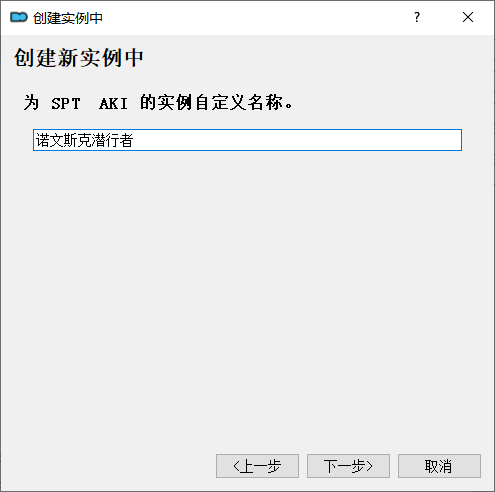 创建实例中
?
创建新实例中
为 SPT AKI 的实例自定义名称。
诺文斯克潜行者
<上一步 下一步> 取消